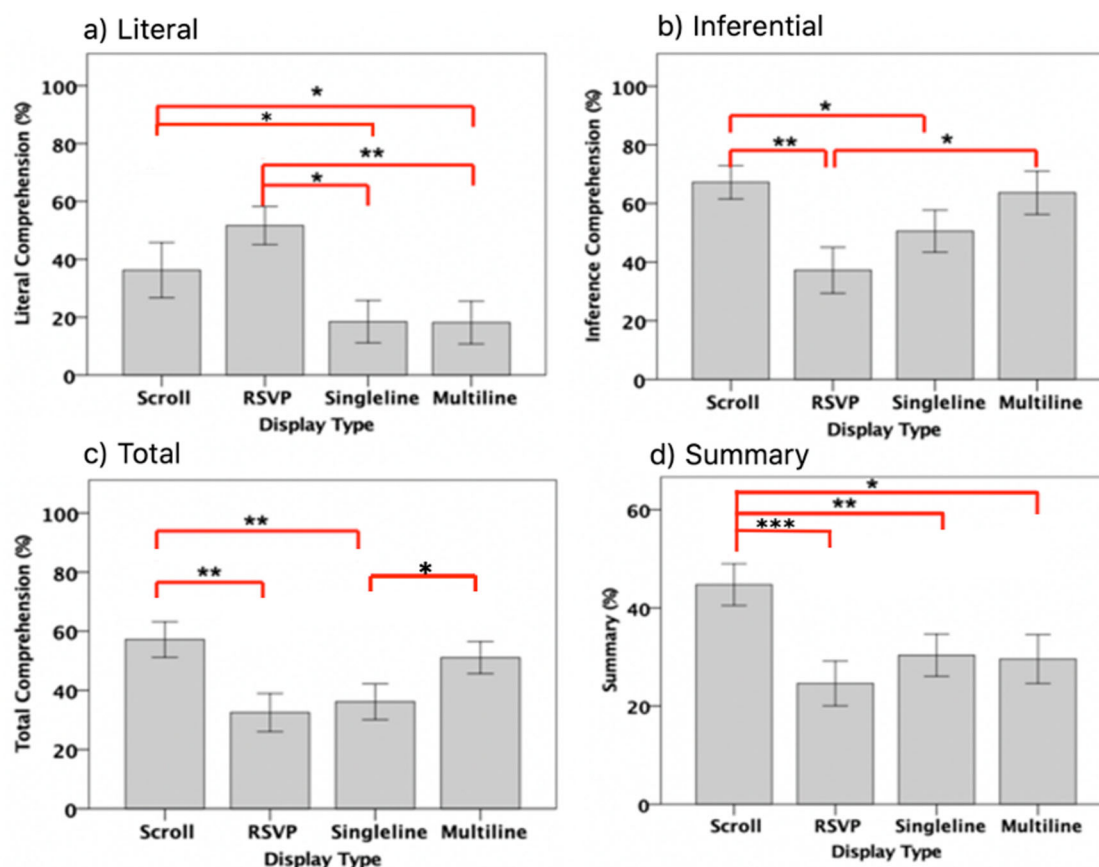 a) Literal
Literal Comprehension (%)
100
80
60
40
20
0
*
*
**
*
Scroll RSVP Singleline Multiline
Display Type
b) Inferential
Inference Comprehension (%)
100
80
60
40
20
0
*
**
*
Scroll RSVP Singleline Multiline
Display Type
c) Total
Total Comprehension (%)
100
80
60
40
20
0
**
**
*
Scroll RSVP Singleline Multiline
Display Type
d) Summary
Summary (%)
60
40
20
0
*
**
***
Scroll RSVP Singleline Multiline
Display Type